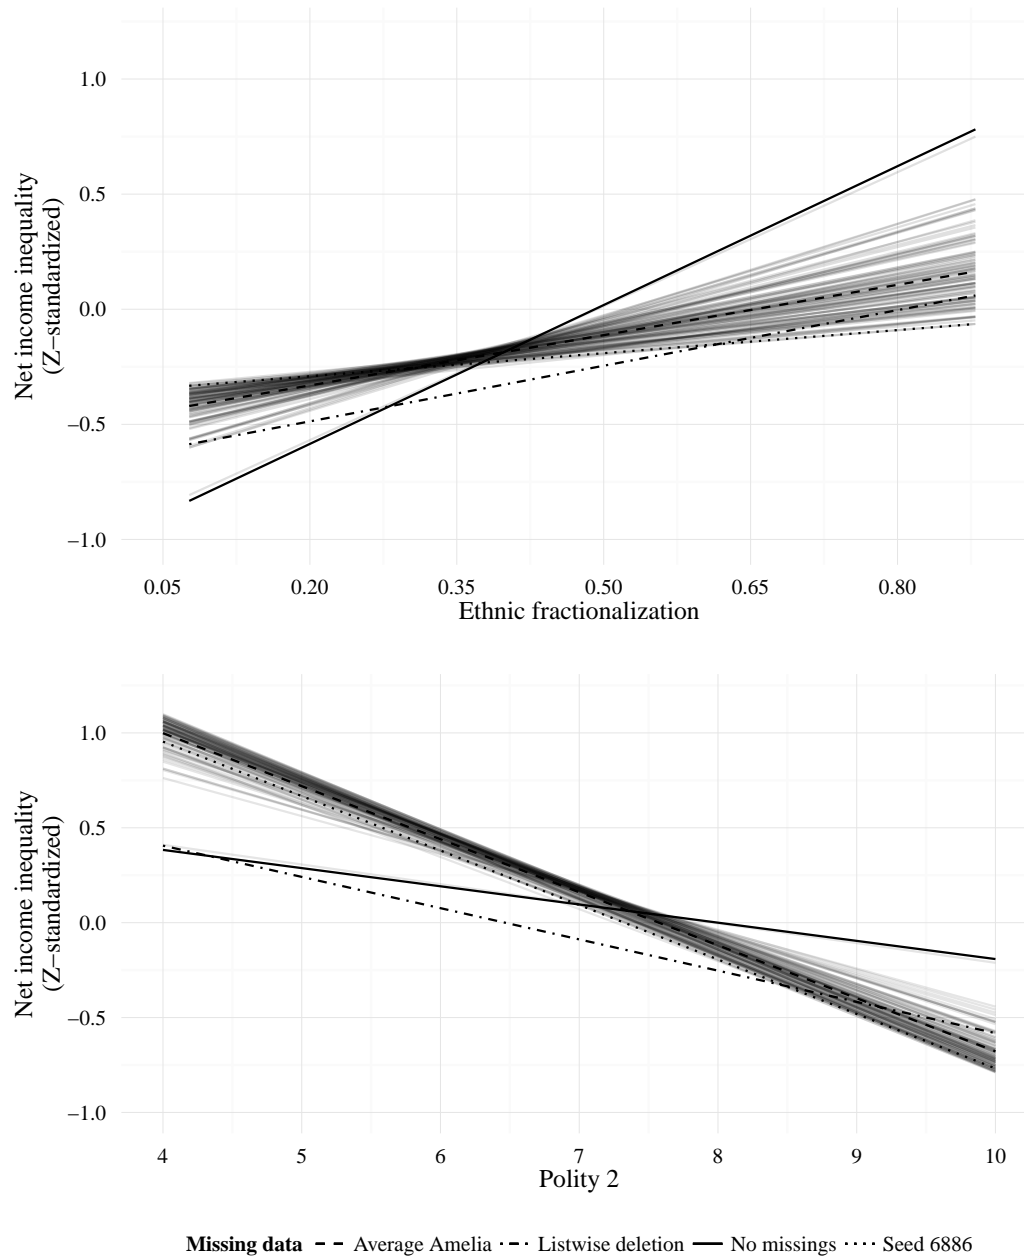 1.0
0.5
0.0
−0.5
−1.0
Net income inequality
(Z−standardized)
0.05 0.20 0.35 0.50 0.65 0.80
Ethnic fractionalization
1.0
0.5
0.0
−0.5
−1.0
Net income inequality
(Z−standardized)
4 5 6 7 8 9 10
Polity 2
Missing data Average Amelia Listwise deletion No missings Seed 6886